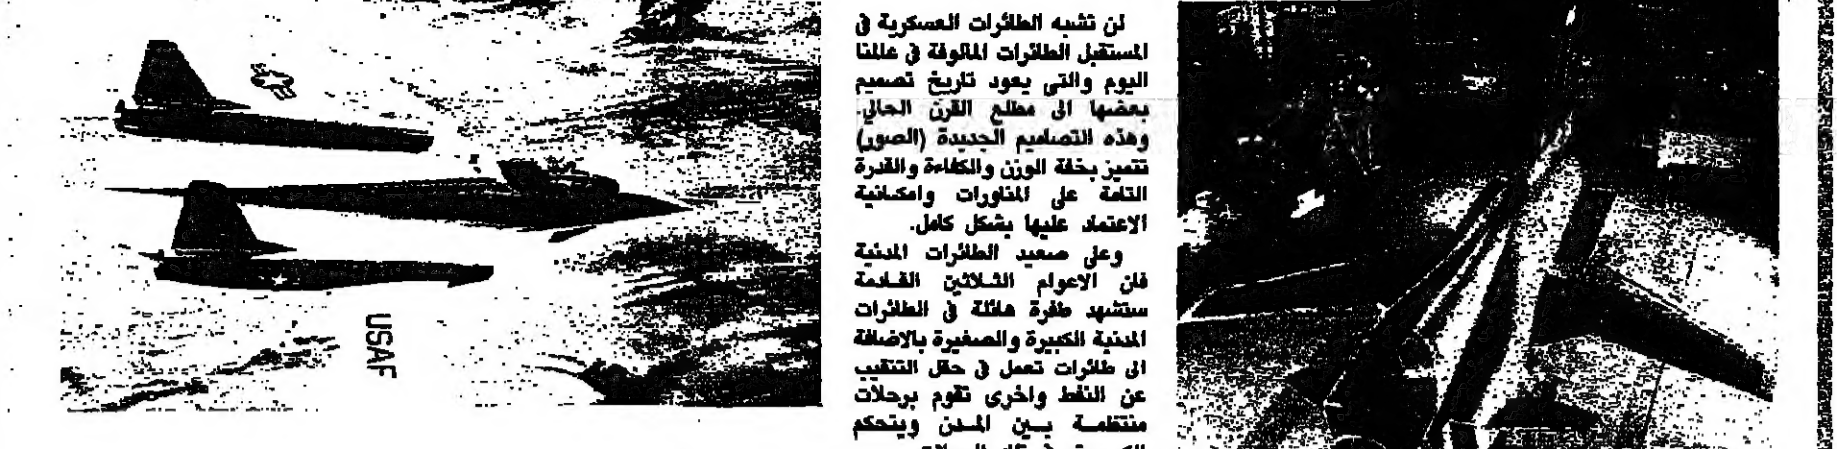 لن تشبه الطائرات العسكرية في
المستقبل الطائرات المالوفة في عالمنا
اليوم والتي يعود تاريخ تصميم
بعضها الى مطلع القرن الحالي.
وهذه التصاميم الجديدة (الصور)
تتميز بخفة الوزن والكفاءة والقدرة
التامة على المناورات وامكانية
الاعتماد عليها بشكل كامل.
وعلى صعيد الطائرات المدنية
فان الاعوام الثلاثين القادمة
ستشهد طفرة هائلة في الطائرات
المدنية الكبيرة والصغيرة بالاضافة
الى طائرات تعمل في حقل التنقيب
عن النفط واخرى تقوم برحلات
منتظمة بين المدن ويتحكم
USAF